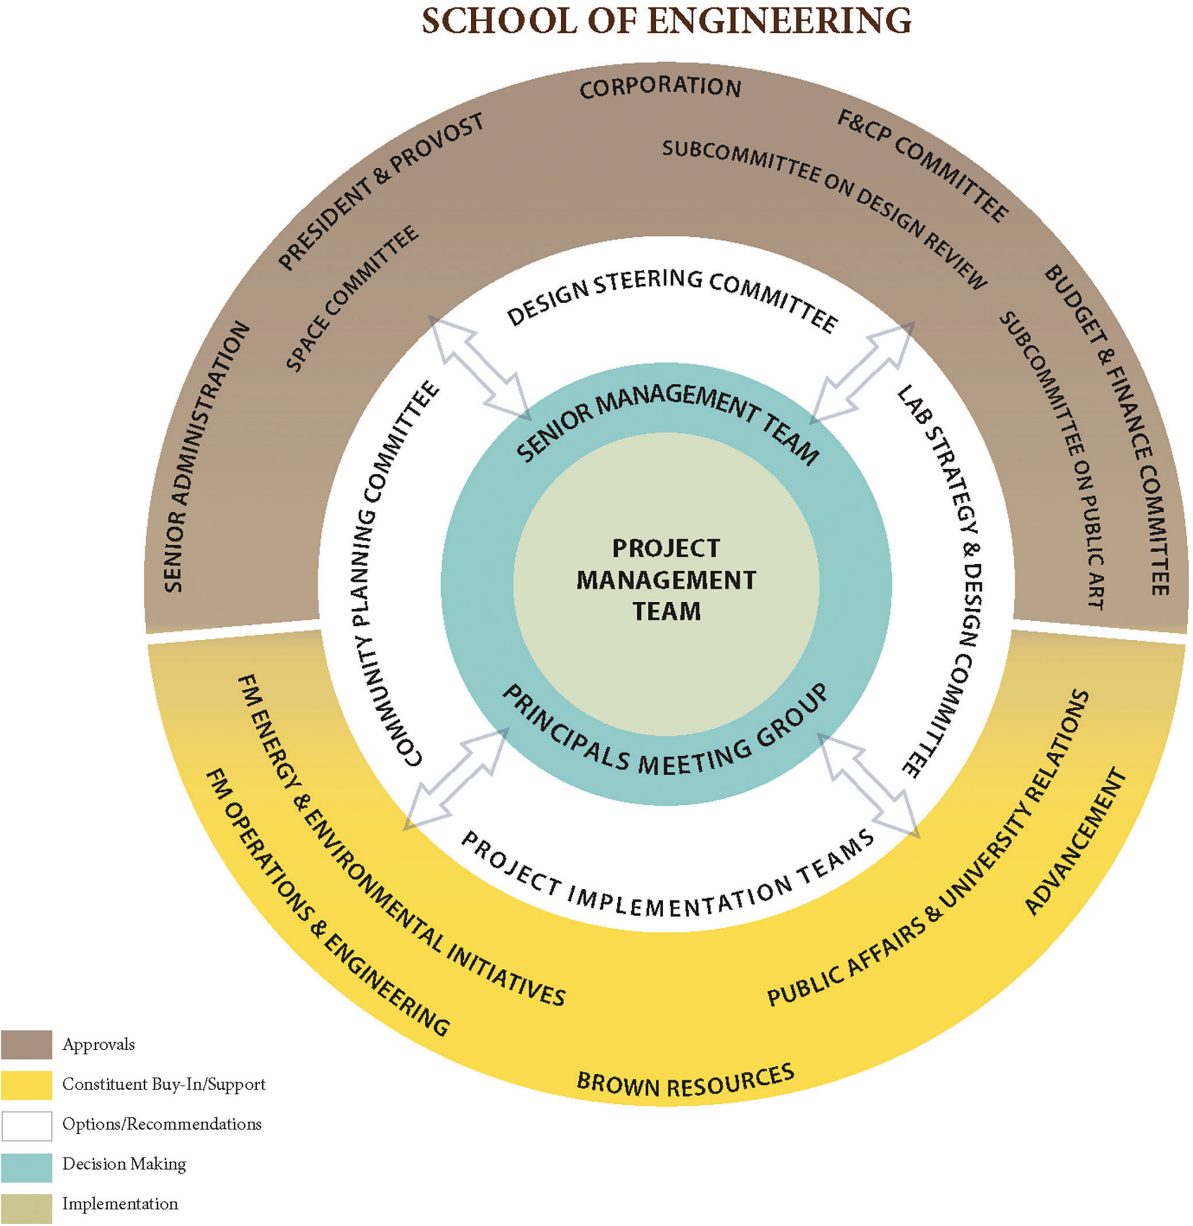 SCHOOL OF ENGINEERING
CORPORATION
PRESIDENT & PROVOST
F&CP COMMITTEE
SUBCOMMITTEE ON DESIGN REVIEW
SPACE COMMITTEE
SENIOR ADMINISTRATION
BUDGET & FINANCE COMMITTEE
SUBCOMMITTEE ON PUBLIC ART
DESIGN STEERING COMMITTEE
COMMUNITY PLANNING COMMITTEE
LAB STRATEGY & DESIGN COMMITTEE
SENIOR MANAGEMENT TEAM
PROJECT
MANAGEMENT
TEAM
PRINCIPALS MEETING GROUP
PROJECT IMPLEMENTATION TEAMS
FM ENERGY & ENVIRONMENTAL INITIATIVES
FM OPERATIONS & ENGINEERING
PUBLIC AFFAIRS & UNIVERSITY RELATIONS
ADVANCEMENT
BROWN RESOURCES
Approvals
Constituent Buy-In/Support
Options/Recommendations
Decision Making
Implementation